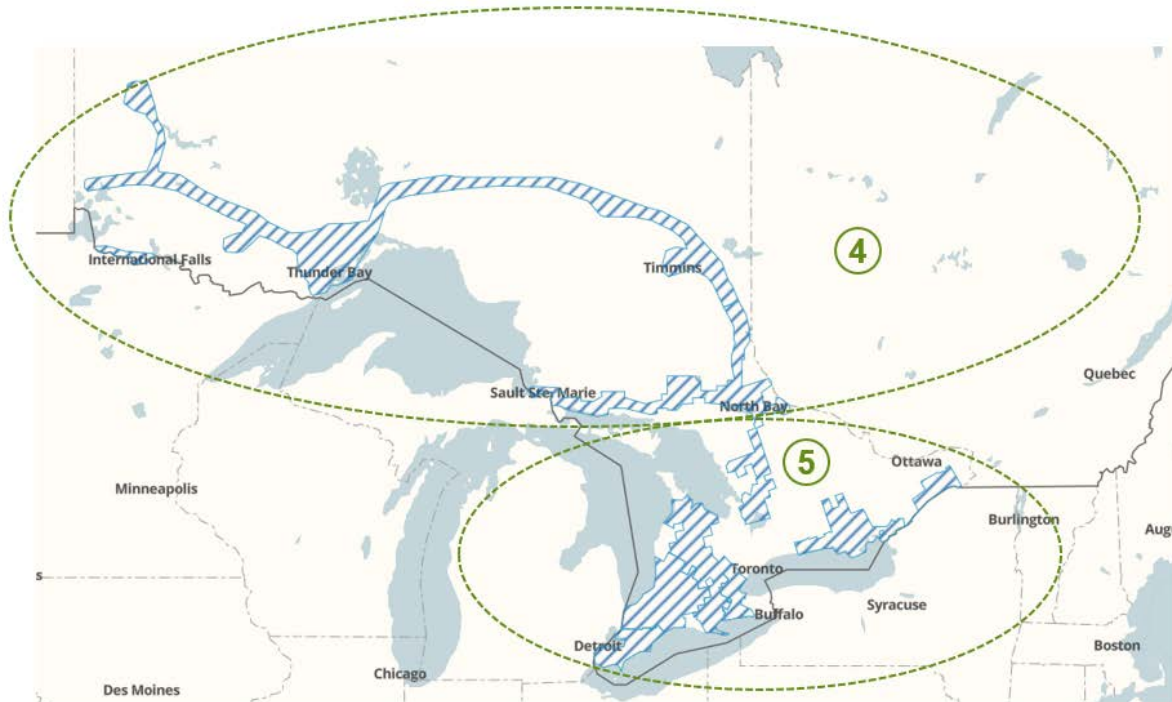 4
International Falls
Thunder Bay
Timmins
Quebec
Sault Ste. Marie
North Bay
5
Ottawa
Minneapolis
Burlington
Augu
s
Toronto
Buffalo
Syracuse
Detroit
Boston
Chicago
Des Moines